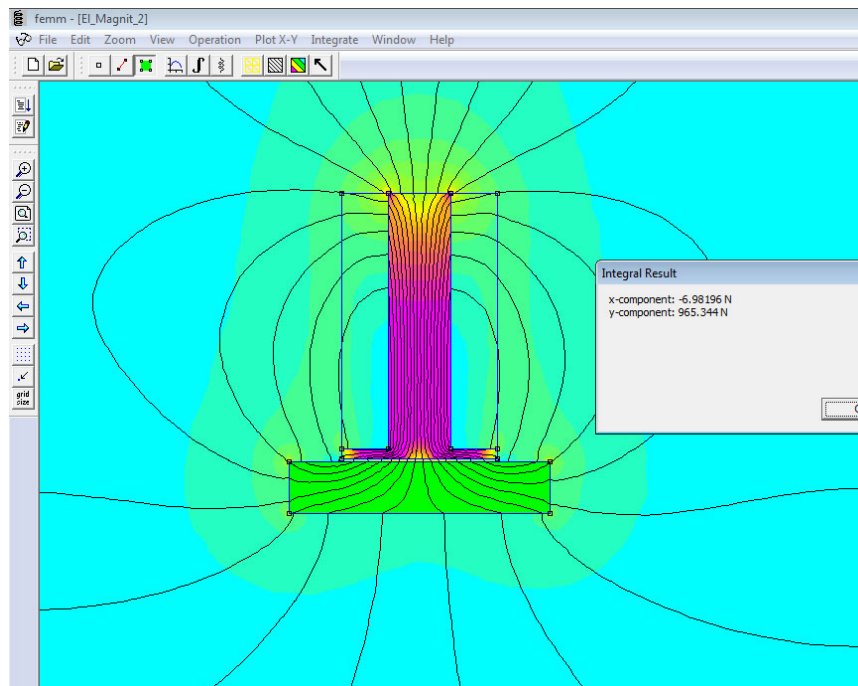 femm - [El_Magnit_2]
File Edit Zoom View Operation Plot X-Y Integrate Window Help
grid
size
Integral Result
x-component: -6.98196 N
y-component: 965.344 N